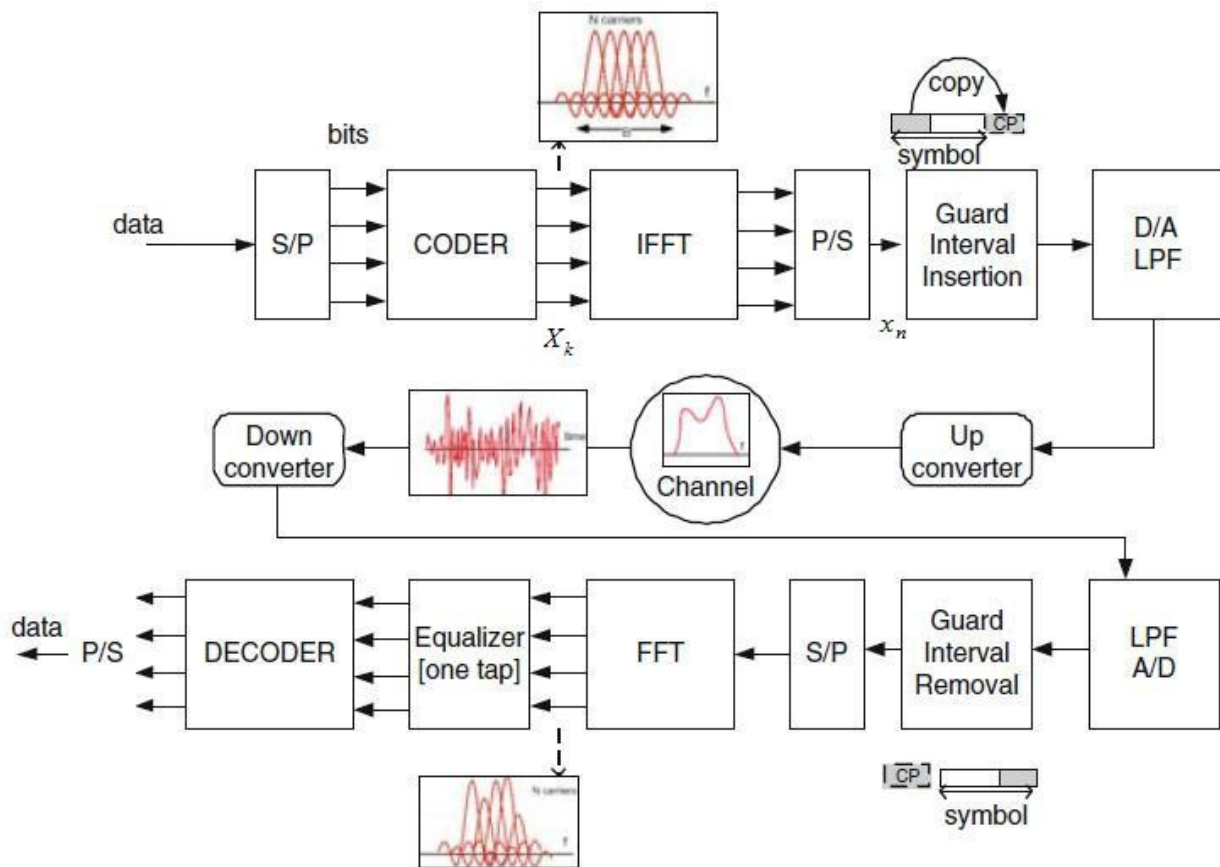 N carriers
f
copy
CP
symbol
bits
data
S/P
CODER
IFFT
P/S
Guard
Interval
Insertion
D/A
LPF
X_k
x_n
Down
converter
time
f
Channel
Up
converter
data
P/S
DECODER
Equalizer
[one tap]
FFT
S/P
Guard
Interval
Removal
LPF
A/D
N carriers
f
CP
symbol